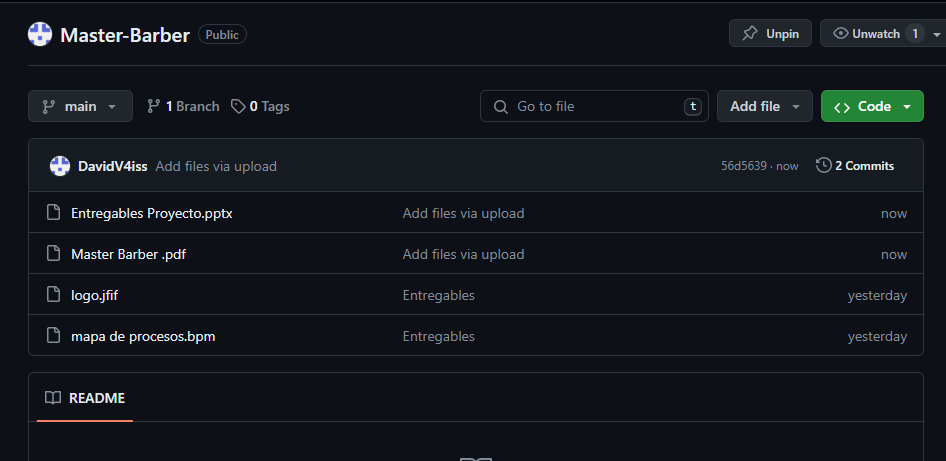 Master-Barber Public Unpin Unwatch 1
main 1 Branch 0 Tags Go to file t Add file Code
DavidV4iss Add files via upload 56d5639 · now 2 Commits
Entregables Proyecto.pptx Add files via upload now
Master Barber .pdf Add files via upload now
logo.jfif Entregables yesterday
mapa de procesos.bpm Entregables yesterday
README